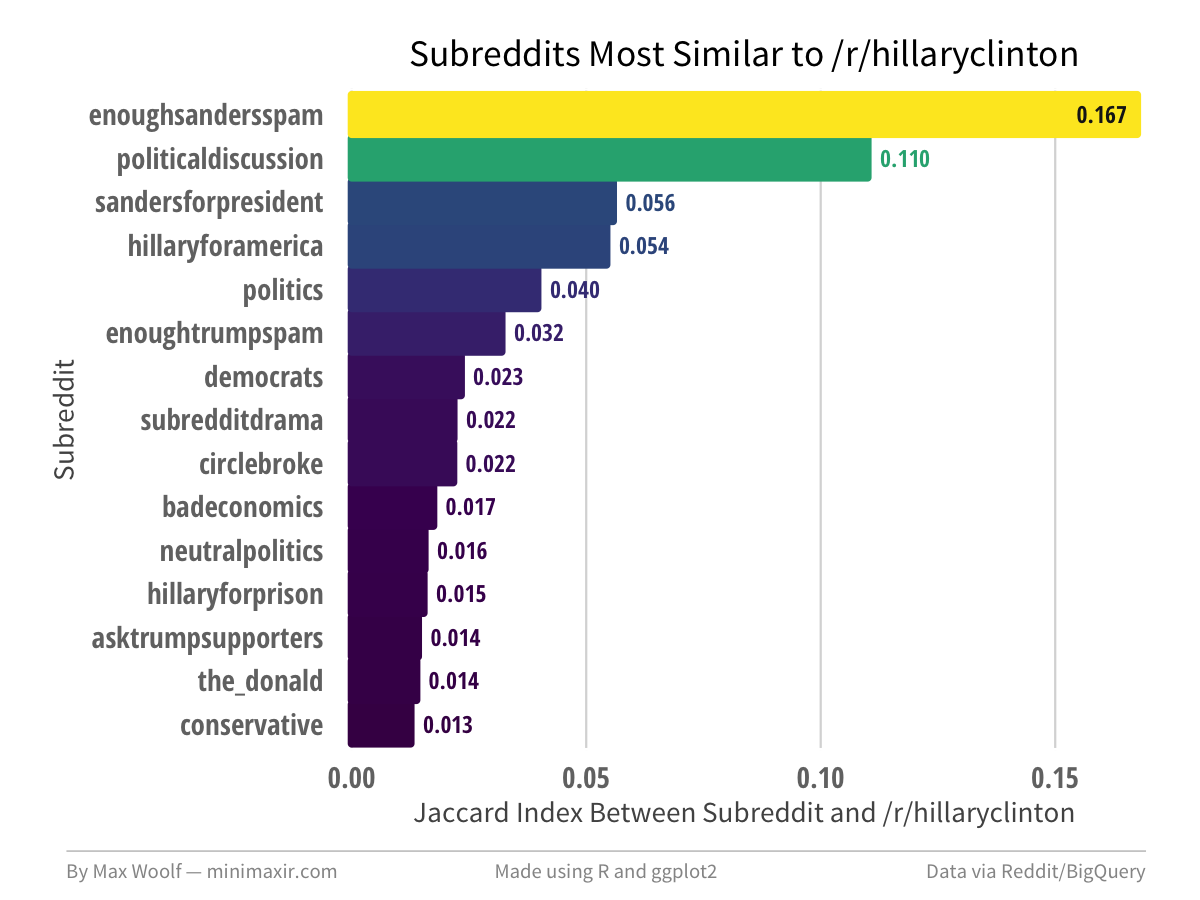 Subreddits Most Similar to /r/hillaryclinton
Subreddit
enoughsandersspam 0.167
politicaldiscussion 0.110
sandersforpresident 0.056
hillaryforamerica 0.054
politics 0.040
enoughtrumpspam 0.032
democrats 0.023
subredditdrama 0.022
circlebroke 0.022
badeconomics 0.017
neutralpolitics 0.016
hillaryforprison 0.015
asktrumpsupporters 0.014
the_donald 0.014
conservative 0.013
0.00 0.05 0.10 0.15
Jaccard Index Between Subreddit and /r/hillaryclinton
By Max Woolf — minimaxir.com Made using R and ggplot2 Data via Reddit/BigQuery